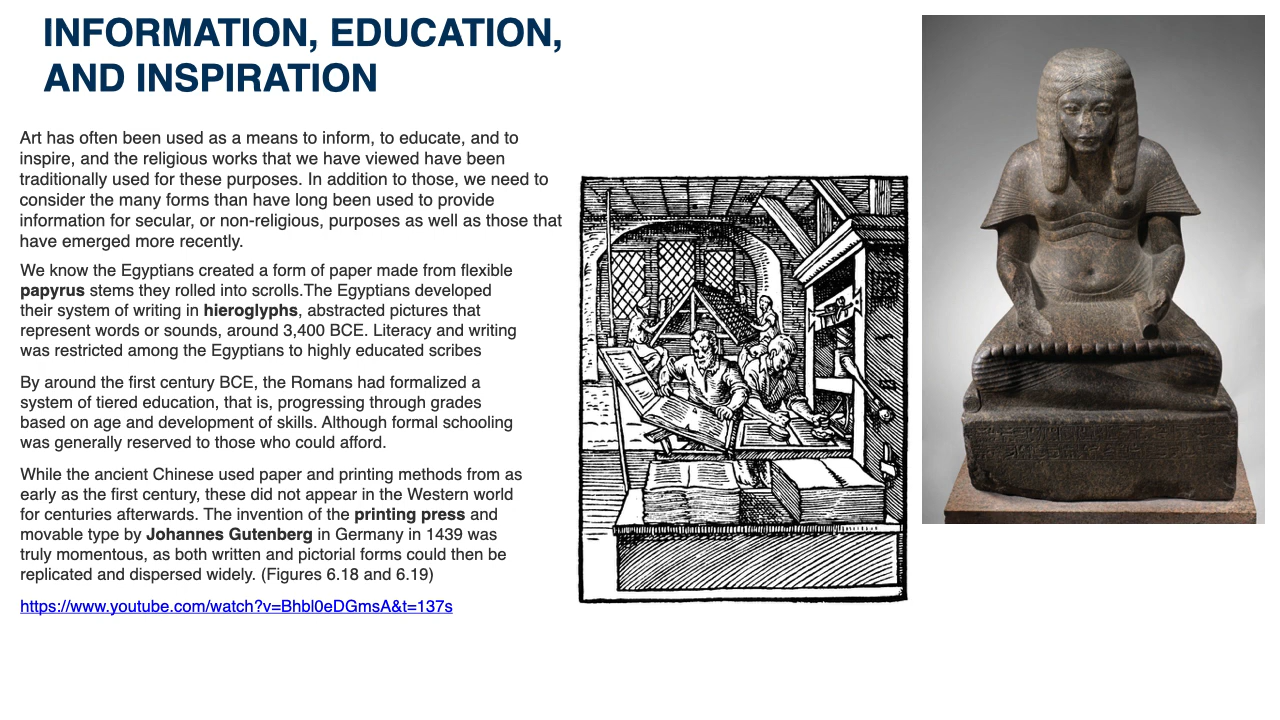 INFORMATION, EDUCATION,
AND INSPIRATION
Art has often been used as a means to inform, to educate, and to
inspire, and the religious works that we have viewed have been
traditionally used for these purposes. In addition to those, we need to
consider the many forms than have long been used to provide
information for secular, or non-religious, purposes as well as those that
have emerged more recently.
We know the Egyptians created a form of paper made from flexible
papyrus stems they rolled into scrolls.The Egyptians developed
their system of writing in hieroglyphs, abstracted pictures that
represent words or sounds, around 3,400 BCE. Literacy and writing
was restricted among the Egyptians to highly educated scribes
By around the first century BCE, the Romans had formalized a
system of tiered education, that is, progressing through grades
based on age and development of skills. Although formal schooling
was generally reserved to those who could afford.
While the ancient Chinese used paper and printing methods from as
early as the first century, these did not appear in the Western world
for centuries afterwards. The invention of the printing press and
movable type by Johannes Gutenberg in Germany in 1439 was
truly momentous, as both written and pictorial forms could then be
replicated and dispersed widely. (Figures 6.18 and 6.19)
https://www.youtube.com/watch?v=Bhbl0eDGmsA&t=137s